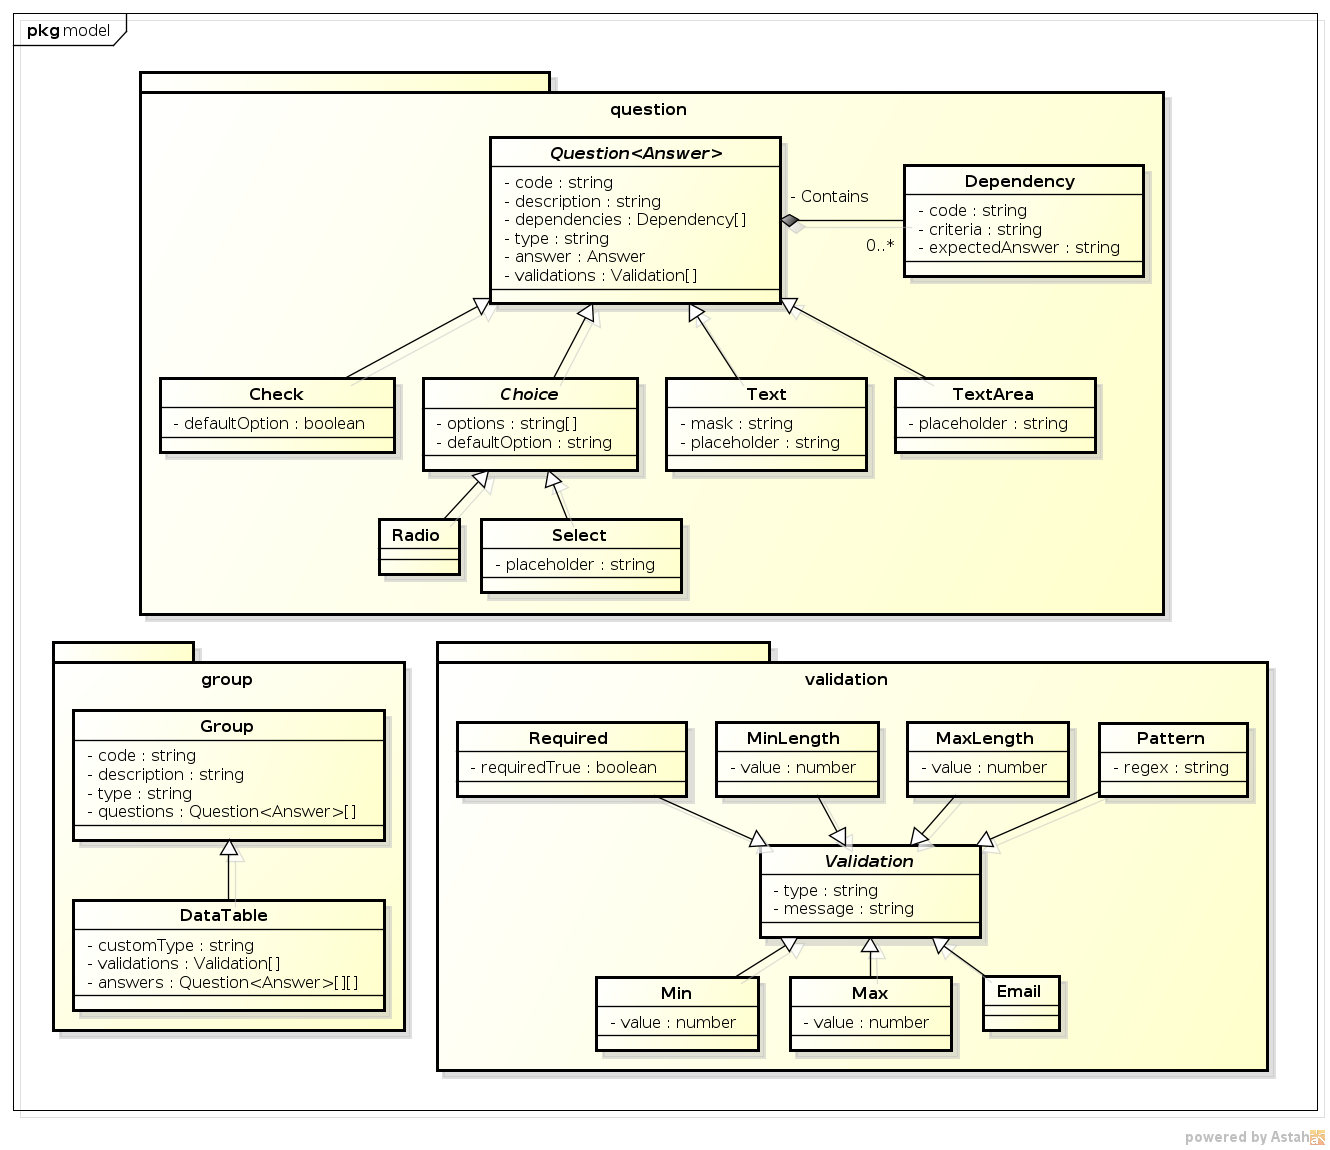 pkg model
question
Question<Answer>
- code : string
- description : string
- dependencies : Dependency[]
- type : string
- answer : Answer
- validations : Validation[]
- Contains
0..*
Dependency
- code : string
- criteria : string
- expectedAnswer : string
Check
- defaultOption : boolean
Choice
- options : string[]
- defaultOption : string
Text
- mask : string
- placeholder : string
TextArea
- placeholder : string
Radio
Select
- placeholder : string
group
Group
- code : string
- description : string
- type : string
- questions : Question<Answer>[]
DataTable
- customType : string
- validations : Validation[]
- answers : Question<Answer>[][]
validation
Required
- requiredTrue : boolean
MinLength
- value : number
MaxLength
- value : number
Pattern
- regex : string
Validation
- type : string
- message : string
Min
- value : number
Max
- value : number
Email
powered by Astah